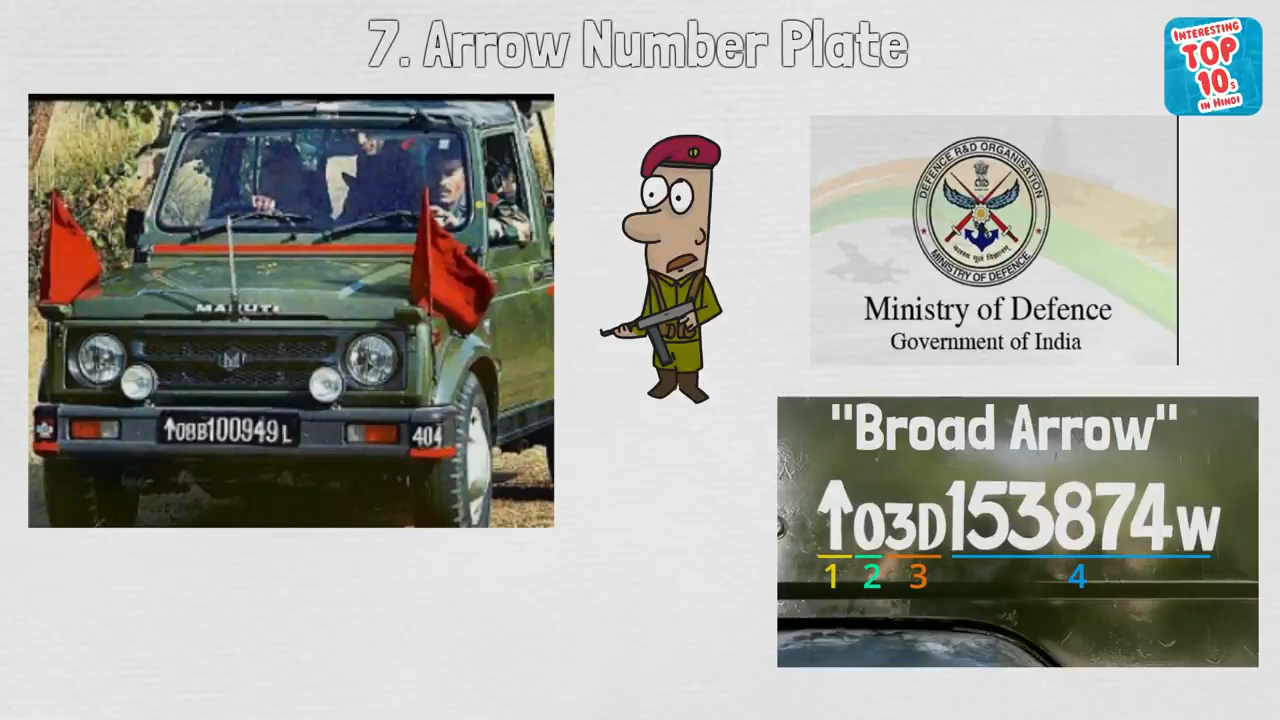 7. Arrow Number Plate
INTERESTING
TOP
10s
IN HINDI
MARUTI
↑08B100949L
404
DEFENCE R&D ORGANISATION
MINISTRY OF DEFENCE
Ministry of Defence
Government of India
"Broad Arrow"
↑03D153874W
1 2 3 4